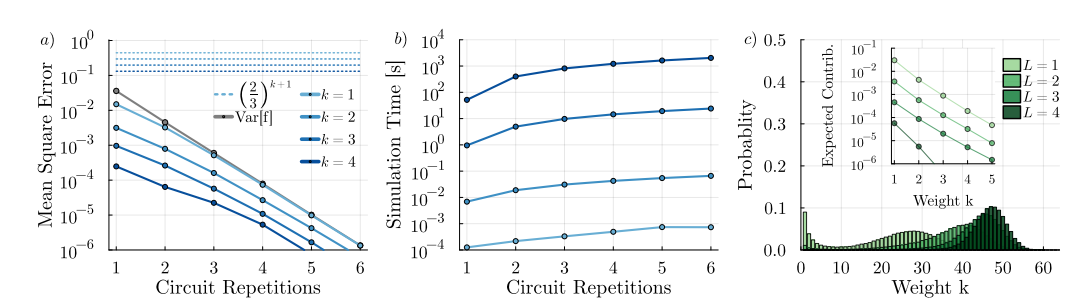 a)
Mean Square Error
10^0
10^-1
10^-2
10^-3
10^-4
10^-5
10^-6
(2/3)^k+1
Var[f]
k = 1
k = 2
k = 3
k = 4
1 2 3 4 5 6
Circuit Repetitions
b)
Simulation Time [s]
10^4
10^3
10^2
10^1
10^0
10^-1
10^-2
10^-3
10^-4
1 2 3 4 5 6
Circuit Repetitions
c)
Probablity
0.5
0.4
0.3
0.2
0.1
0.0
Expected Contrib.
10^-1
10^-2
10^-3
10^-4
10^-5
10^-6
1 2 3 4 5
Weight k
L = 1
L = 2
L = 3
L = 4
0 10 20 30 40 50 60
Weight k